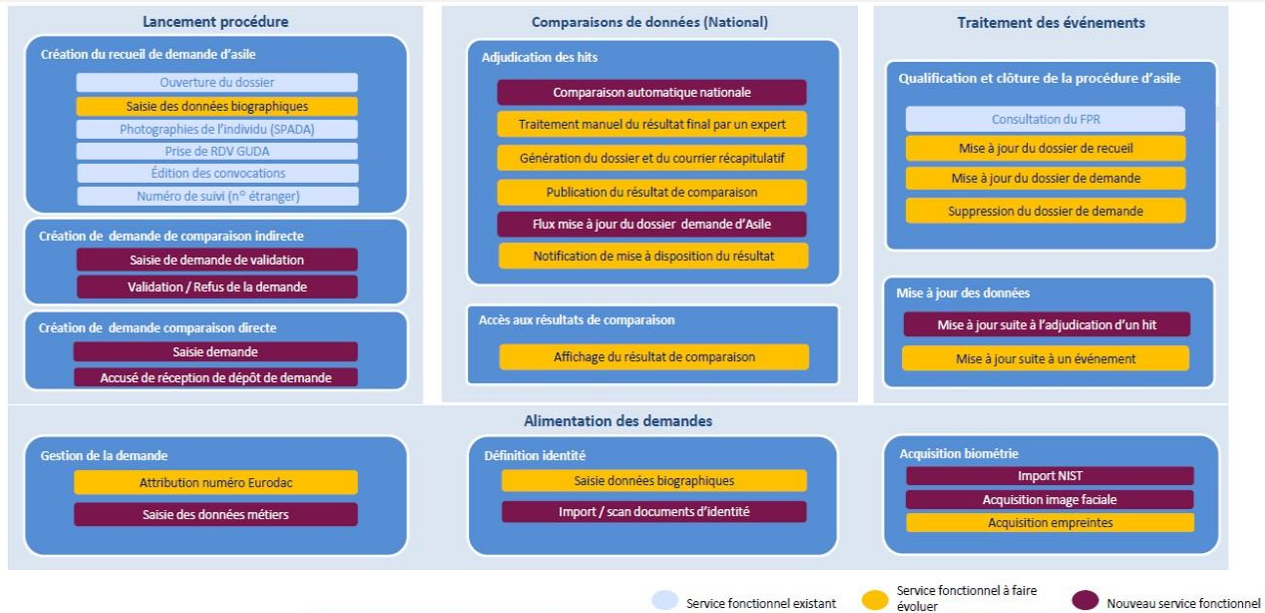 Lancement procédure
Création du recueil de demande d'asile
Ouverture du dossier
Saisie des données biographiques
Photographies de l'individu (SPADA)
Prise de RDV GUDA
Édition des convocations
Numéro de suivi (n° étranger)
Création de demande de comparaison indirecte
Saisie de demande de validation
Validation / Refus de la demande
Création de demande comparaison directe
Saisie demande
Accusé de réception de dépôt de demande
Comparaisons de données (National)
Adjudication des hits
Comparaison automatique nationale
Traitement manuel du résultat final par un expert
Génération du dossier et du courrier récapitulatif
Publication du résultat de comparaison
Flux mise à jour du dossier demande d'Asile
Notification de mise à disposition du résultat
Accès aux résultats de comparaison
Affichage du résultat de comparaison
Traitement des événements
Qualification et clôture de la procédure d'asile
Consultation du FPR
Mise à jour du dossier de recueil
Mise à jour du dossier de demande
Suppression du dossier de demande
Mise à jour des données
Mise à jour suite à l'adjudication d'un hit
Mise à jour suite à un événement
Alimentation des demandes
Gestion de la demande
Attribution numéro Eurodac
Saisie des données métiers
Définition identité
Saisie données biographiques
Import / scan documents d'identité
Acquisition biométrie
Import NIST
Acquisition image faciale
Acquisition empreintes
Service fonctionnel existant
Service fonctionnel à faire
évoluer
Nouveau service fonctionnel